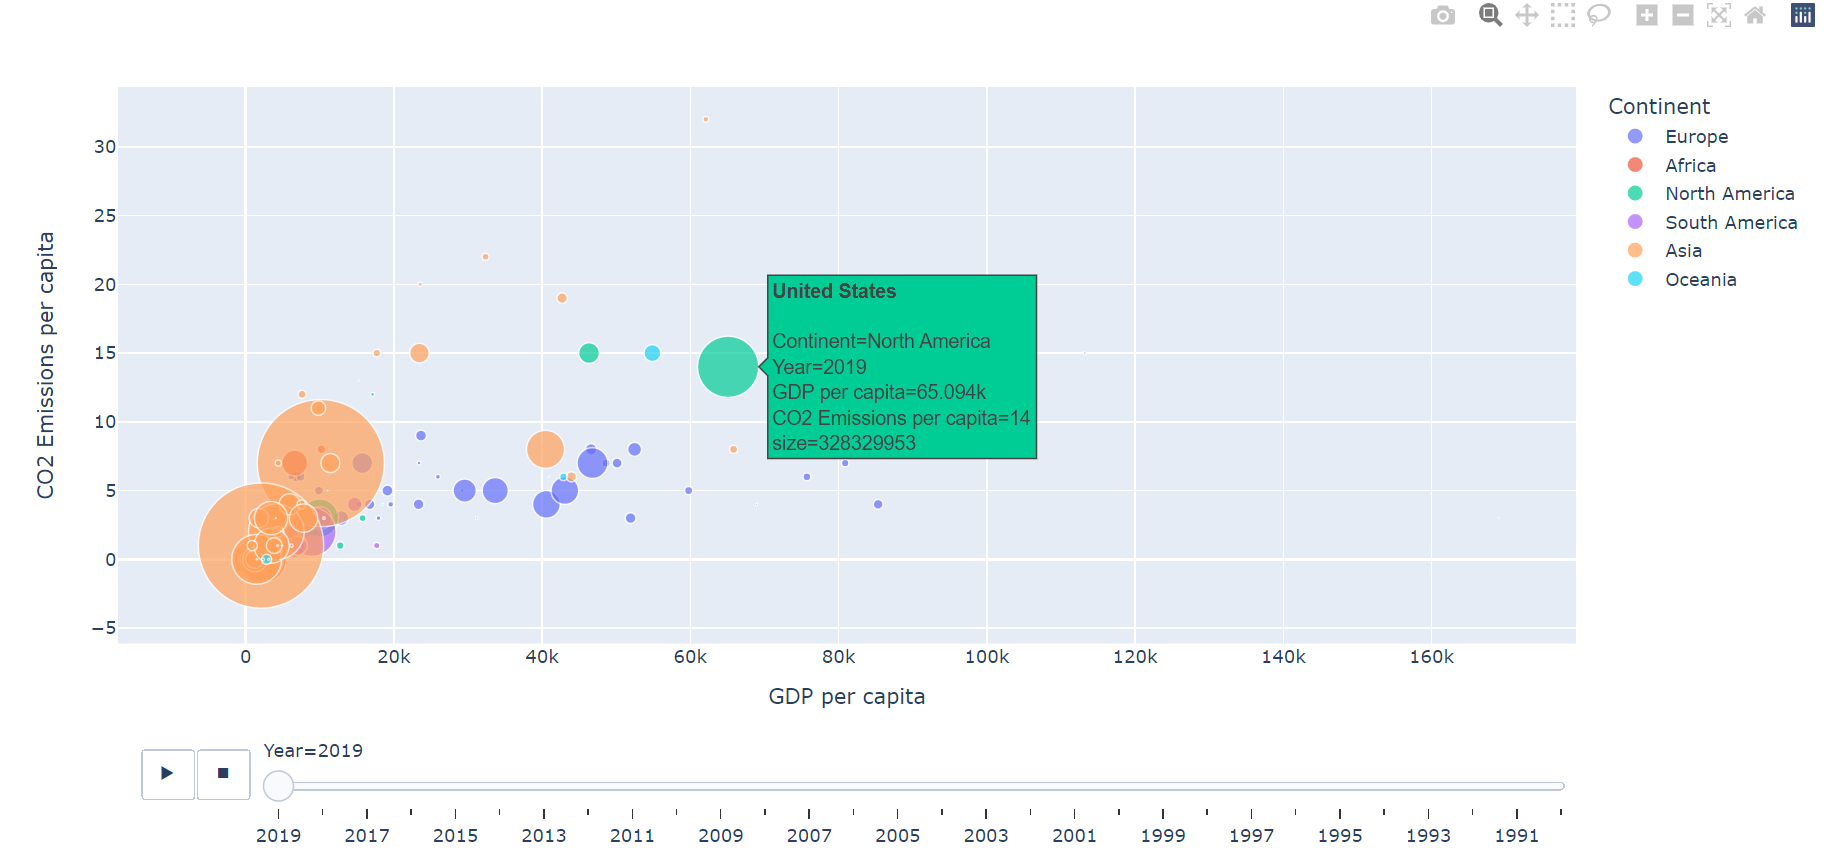 Continent
Europe
Africa
North America
South America
Asia
Oceania
CO2 Emissions per capita
30
25
20
15
10
5
0
−5
United States
Continent=North America
Year=2019
GDP per capita=65.094k
CO2 Emissions per capita=14
size=328329953
0 20k 40k 60k 80k 100k 120k 140k 160k
GDP per capita
Year=2019
2019 2017 2015 2013 2011 2009 2007 2005 2003 2001 1999 1997 1995 1993 1991